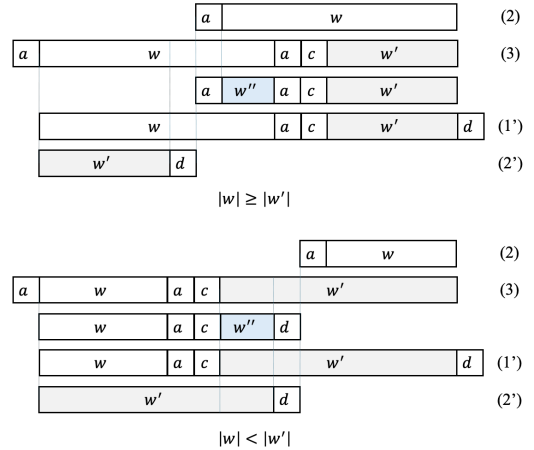 a w (2)
a w a c w′ (3)
a w″ a c w′
w a c w′ d (1’)
w′ d (2’)
|w| ≥ |w′|
a w (2)
a w a c w′ (3)
w a c w″ d
w a c w′ d (1’)
w′ d (2’)
|w| < |w′|